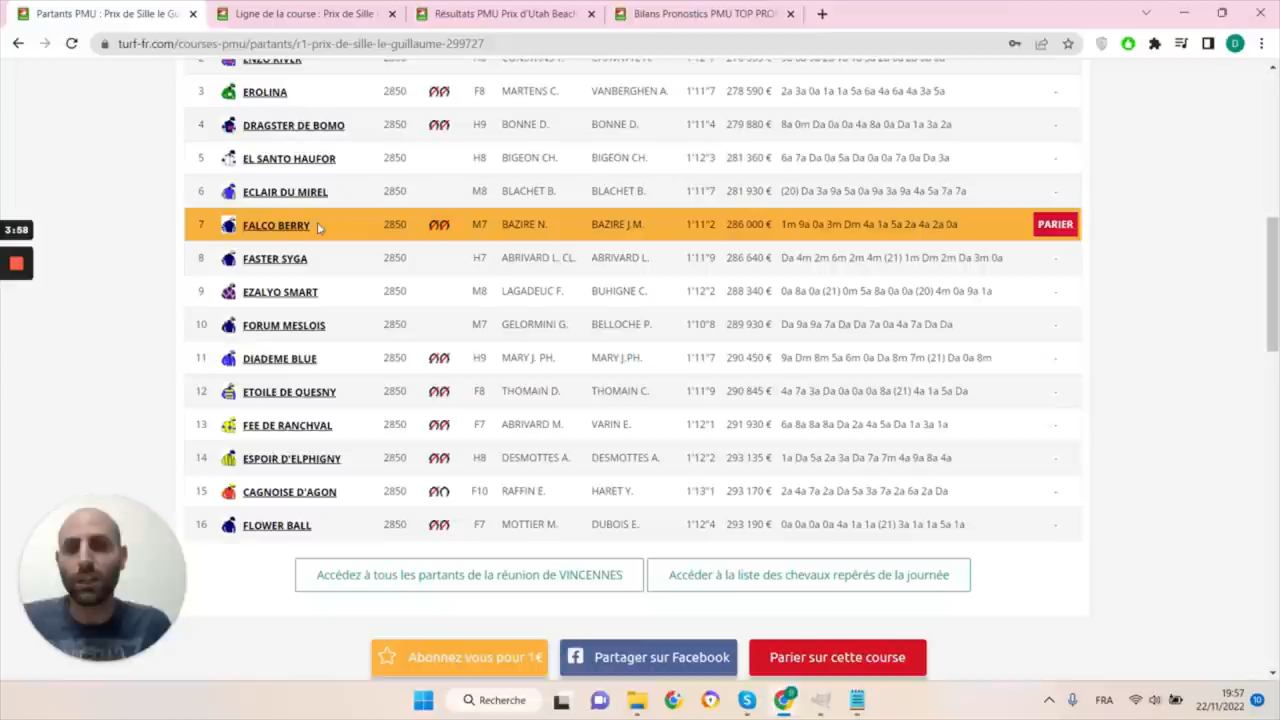 Partants PMU : Prix de Sille le Gu
Ligne de la course : Prix de Sille
Résultats PMU Prix d'Utah Beach
Bilans Pronostics PMU TOP PRO
turf-fr.com/courses-pmu/partants/r1-prix-de-sille-le-guillaume-299727
3 EROLINA 2850 F8 MARTENS C. VANBERGHEN A. 1'11"7 278 590 € 2a 3a 0a 1a 1a 5a 6a 4a 6a 4a 3a 5a -
4 DRAGSTER DE BOMO 2850 H9 BONNE D. BONNE D. 1'11"4 279 880 € 8a 0m Da 0a 0a 4a 8a 0a Da 1a 3a 2a -
5 EL SANTO HAUFOR 2850 H8 BIGEON CH. BIGEON CH. 1'12"3 281 360 € 6a 7a Da 0a 5a Da 0a 0a 7a 0a Da 3a -
6 ECLAIR DU MIREL 2850 M8 BLACHET B. BLACHET B. 1'11"7 281 930 € (20) Da 3a 9a 5a 0a 9a 3a 9a 4a 5a 7a 7a -
7 FALCO BERRY 2850 M7 BAZIRE N. BAZIRE J.M. 1'11"2 286 000 € 1m 9a 0a 3m Dm 4a 1a 5a 2a 4a 2a 0a PARIER
3:58
8 FASTER SYGA 2850 H7 ABRIVARD L. CL. ABRIVARD L. 1'11"9 286 640 € Da 4m 2m 6m 2m 4m (21) 1m Dm 2m Da 3m 0a -
9 EZALYO SMART 2850 M8 LAGADEUC F. BUHIGNE C. 1'12"2 288 340 € 0a 8a 0a (21) 0m 5a 8a 0a 0a (20) 4m 0a 9a 1a -
10 FORUM MESLOIS 2850 M7 GELORMINI G. BELLOCHE P. 1'10"8 289 930 € Da 9a 9a 7a Da Da 7a 0a 4a 7a Da Da -
11 DIADEME BLUE 2850 H9 MARY J. PH. MARY J.PH. 1'11"7 290 450 € 9a Dm 8m 5a 6m 0a Da 8m 7m (21) Da 0a 8m -
12 ETOILE DE QUESNY 2850 F8 THOMAIN D. THOMAIN C. 1'11"9 290 845 € 4a 7a 3a Da 0a 0a 0a 8a (21) 4a 1a 5a Da -
13 FEE DE RANCHVAL 2850 F7 ABRIVARD M. VARIN E. 1'12"1 291 930 € 6a 8a 8a 8a Da 2a 4a 5a Da 1a 3a 1a -
14 ESPOIR D'ELPHIGNY 2850 H8 DESMOTTES A. DESMOTTES A. 1'12"2 293 135 € 1a Da 5a 2a 3a Da 7a 7m 4a 9a 8a 4a -
15 CAGNOISE D'AGON 2850 F10 RAFFIN E. HARET Y. 1'13"1 293 170 € 2a 4a 7a 2a Da 5a 3a 7a 2a 6a 2a Da -
16 FLOWER BALL 2850 F7 MOTTIER M. DUBOIS E. 1'12"4 293 190 € 0a 0a 0a 0a 4a 1a 1a (21) 3a 1a 1a 5a 1a -
Accédez à tous les partants de la réunion de VINCENNES
Accéder à la liste des chevaux repérés de la journée
Abonnez vous pour 1€
Partager sur Facebook
Parier sur cette course
Recherche
FRA
19:57
22/11/2022
10